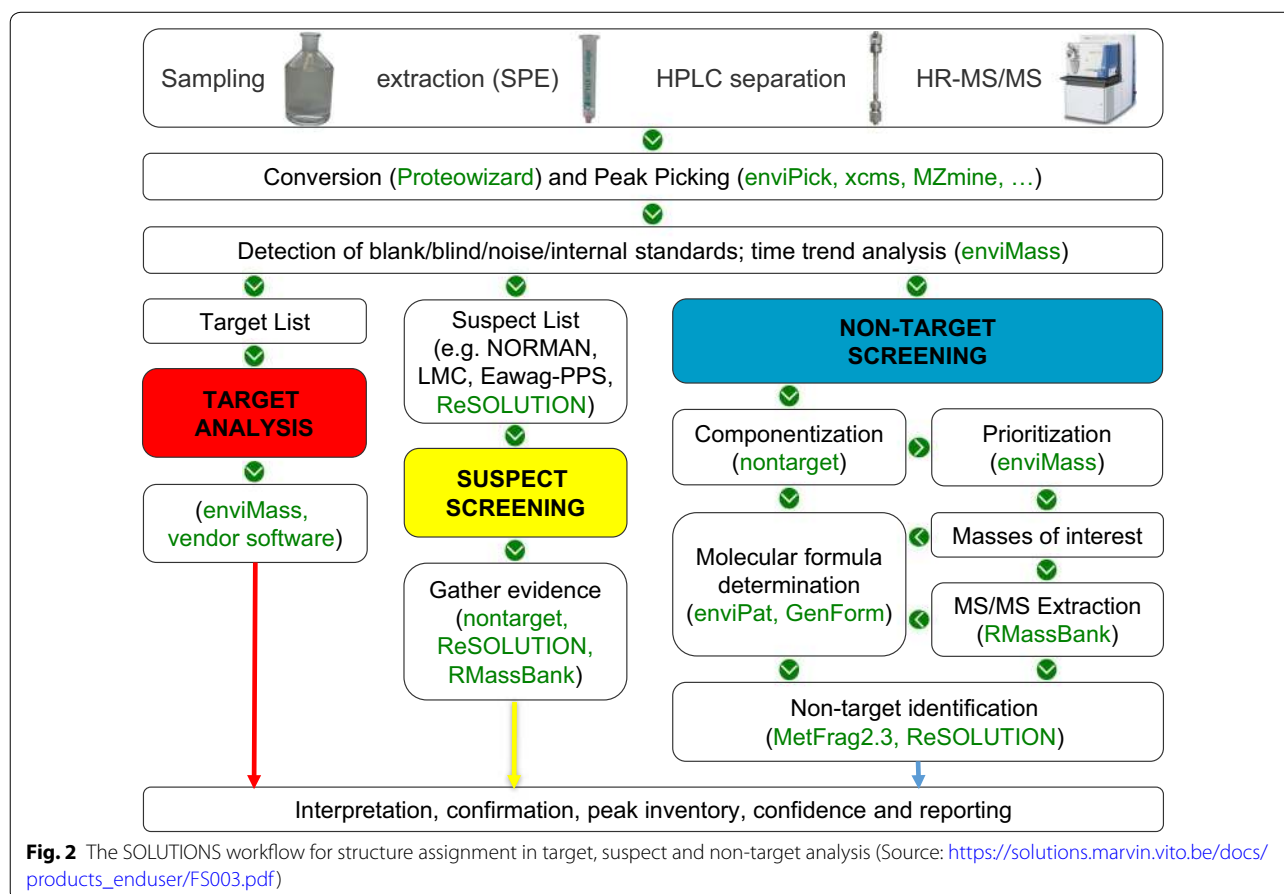 Sampling
extraction (SPE)
HPLC separation
HR-MS/MS
Conversion (Proteowizard) and Peak Picking (enviPick, xcms, MZmine, …)
Detection of blank/blind/noise/internal standards; time trend analysis (enviMass)
Target List
TARGET
ANALYSIS
(enviMass,
vendor software)
Suspect List
(e.g. NORMAN,
LMC, Eawag-PPS,
ReSOLUTION)
SUSPECT
SCREENING
Gather evidence
(nontarget,
ReSOLUTION,
RMassBank)
NON-TARGET
SCREENING
Componentization
(nontarget)
Prioritization
(enviMass)
Masses of interest
Molecular formula
determination
(enviPat, GenForm)
MS/MS Extraction
(RMassBank)
Non-target identification
(MetFrag2.3, ReSOLUTION)
Interpretation, confirmation, peak inventory, confidence and reporting
Fig. 2 The SOLUTIONS workflow for structure assignment in target, suspect and non-target analysis (Source: https://solutions.marvin.vito.be/docs/
products_enduser/FS003.pdf)